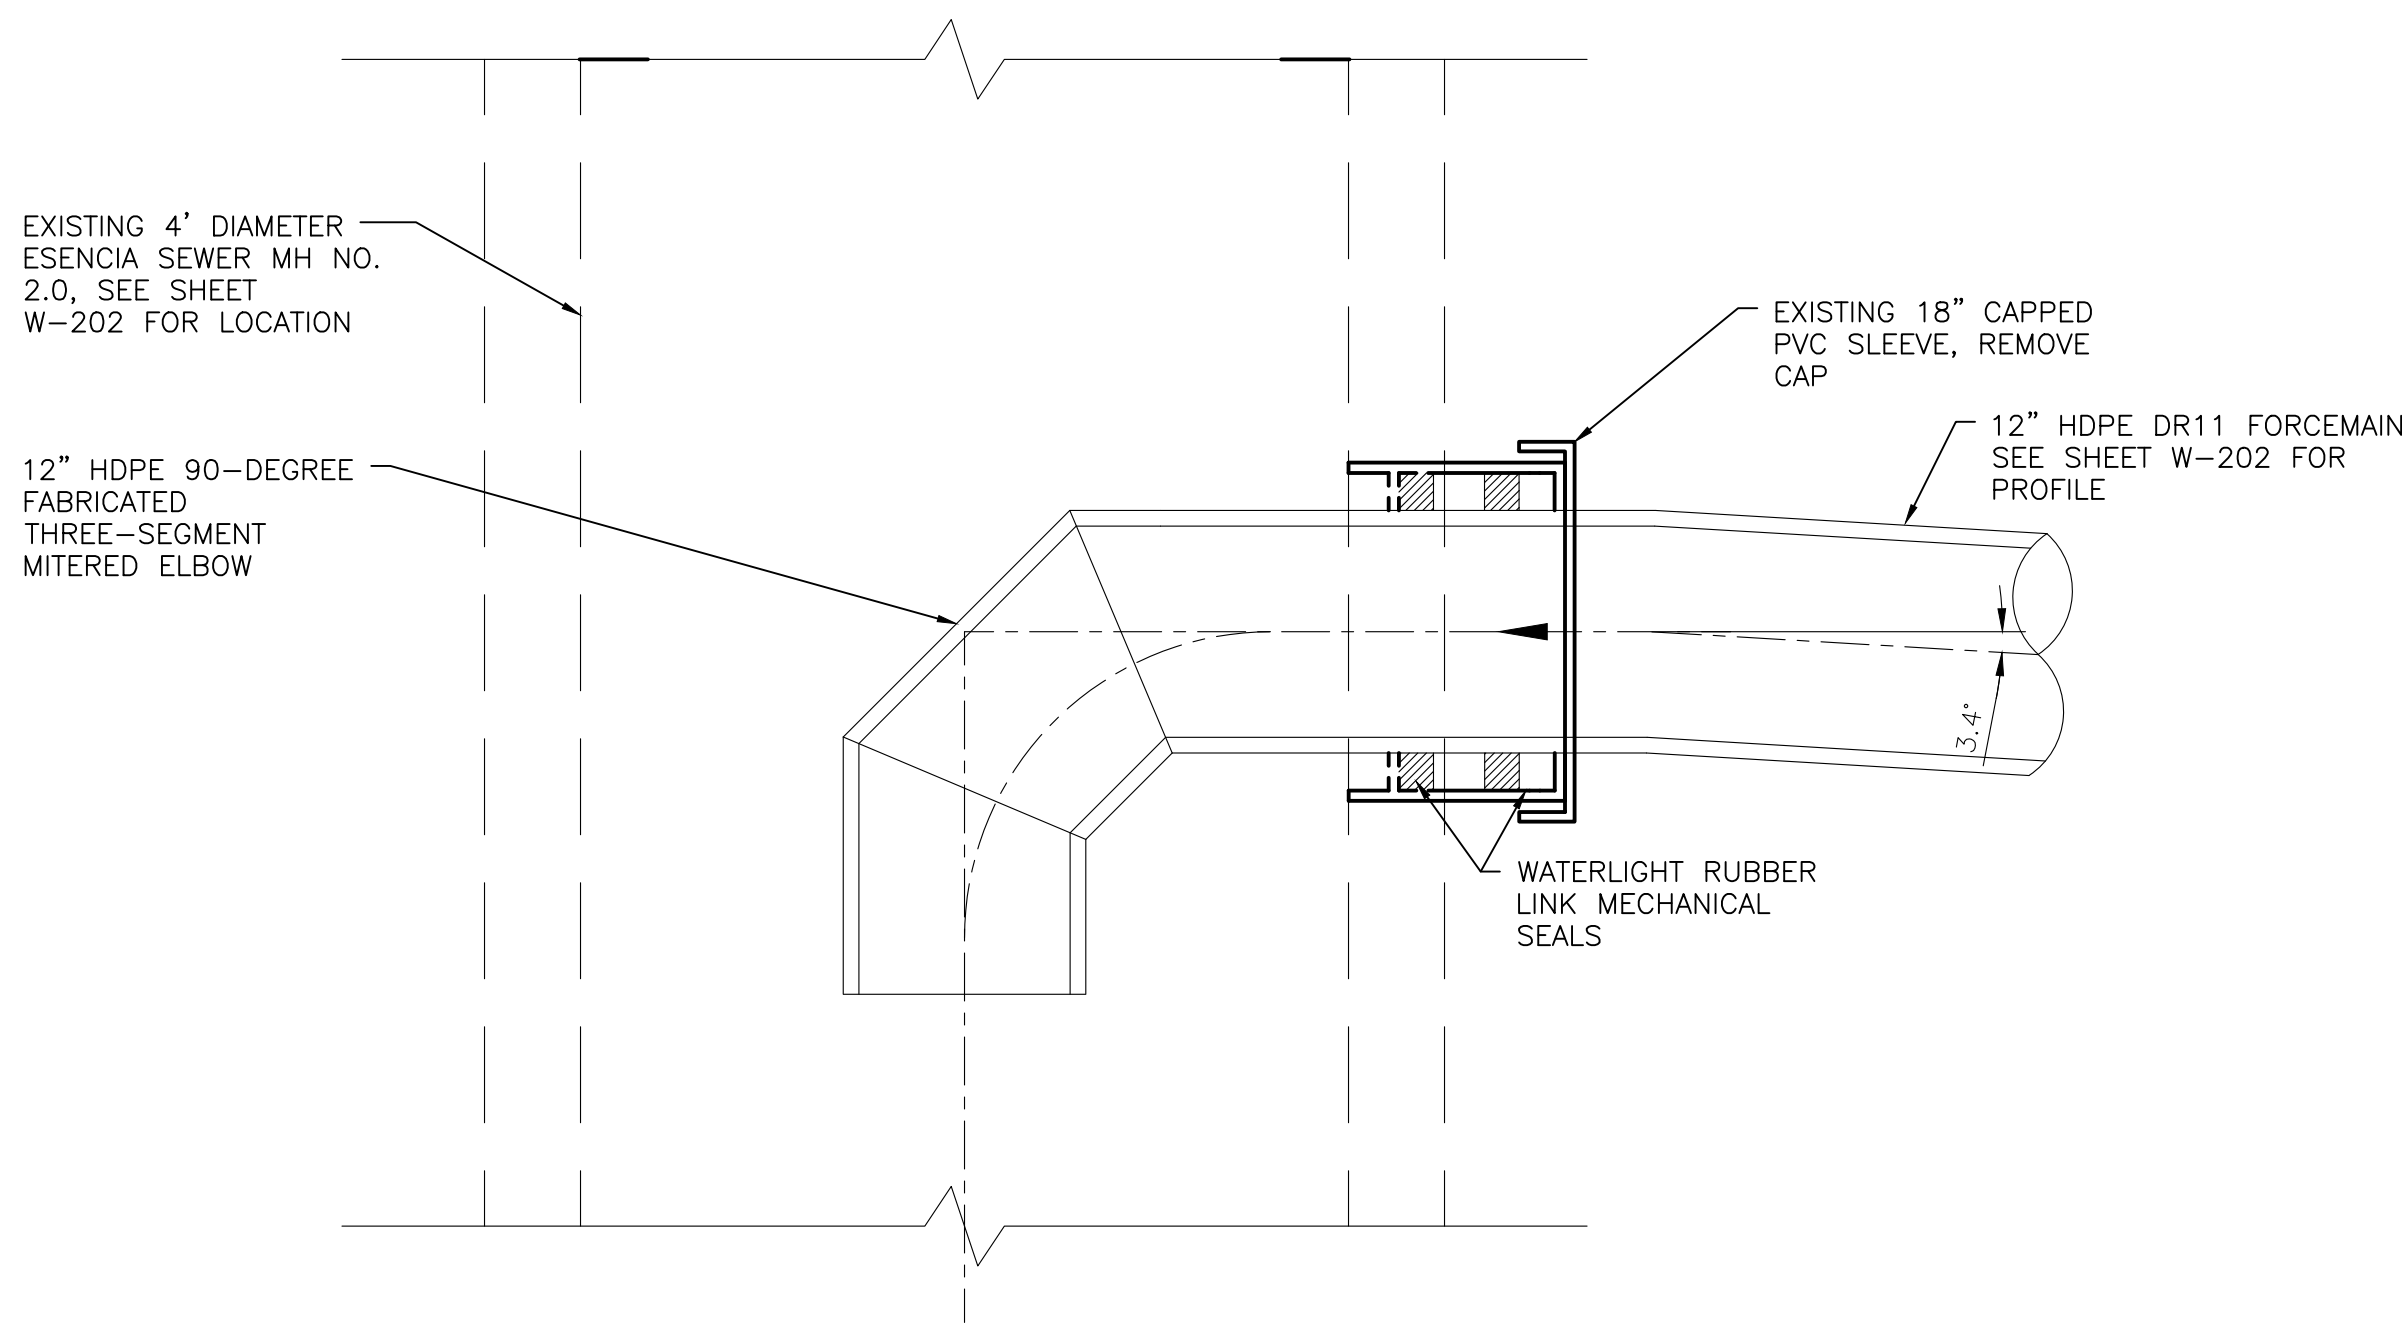 EXISTING 4' DIAMETER
ESENCIA SEWER MH NO.
2.0, SEE SHEET
W-202 FOR LOCATION
EXISTING 18" CAPPED
PVC SLEEVE, REMOVE
CAP
12" HDPE DR11 FORCEMAIN
SEE SHEET W-202 FOR
PROFILE
12" HDPE 90-DEGREE
FABRICATED
THREE-SEGMENT
MITERED ELBOW
3.4°
WATERLIGHT RUBBER
LINK MECHANICAL
SEALS